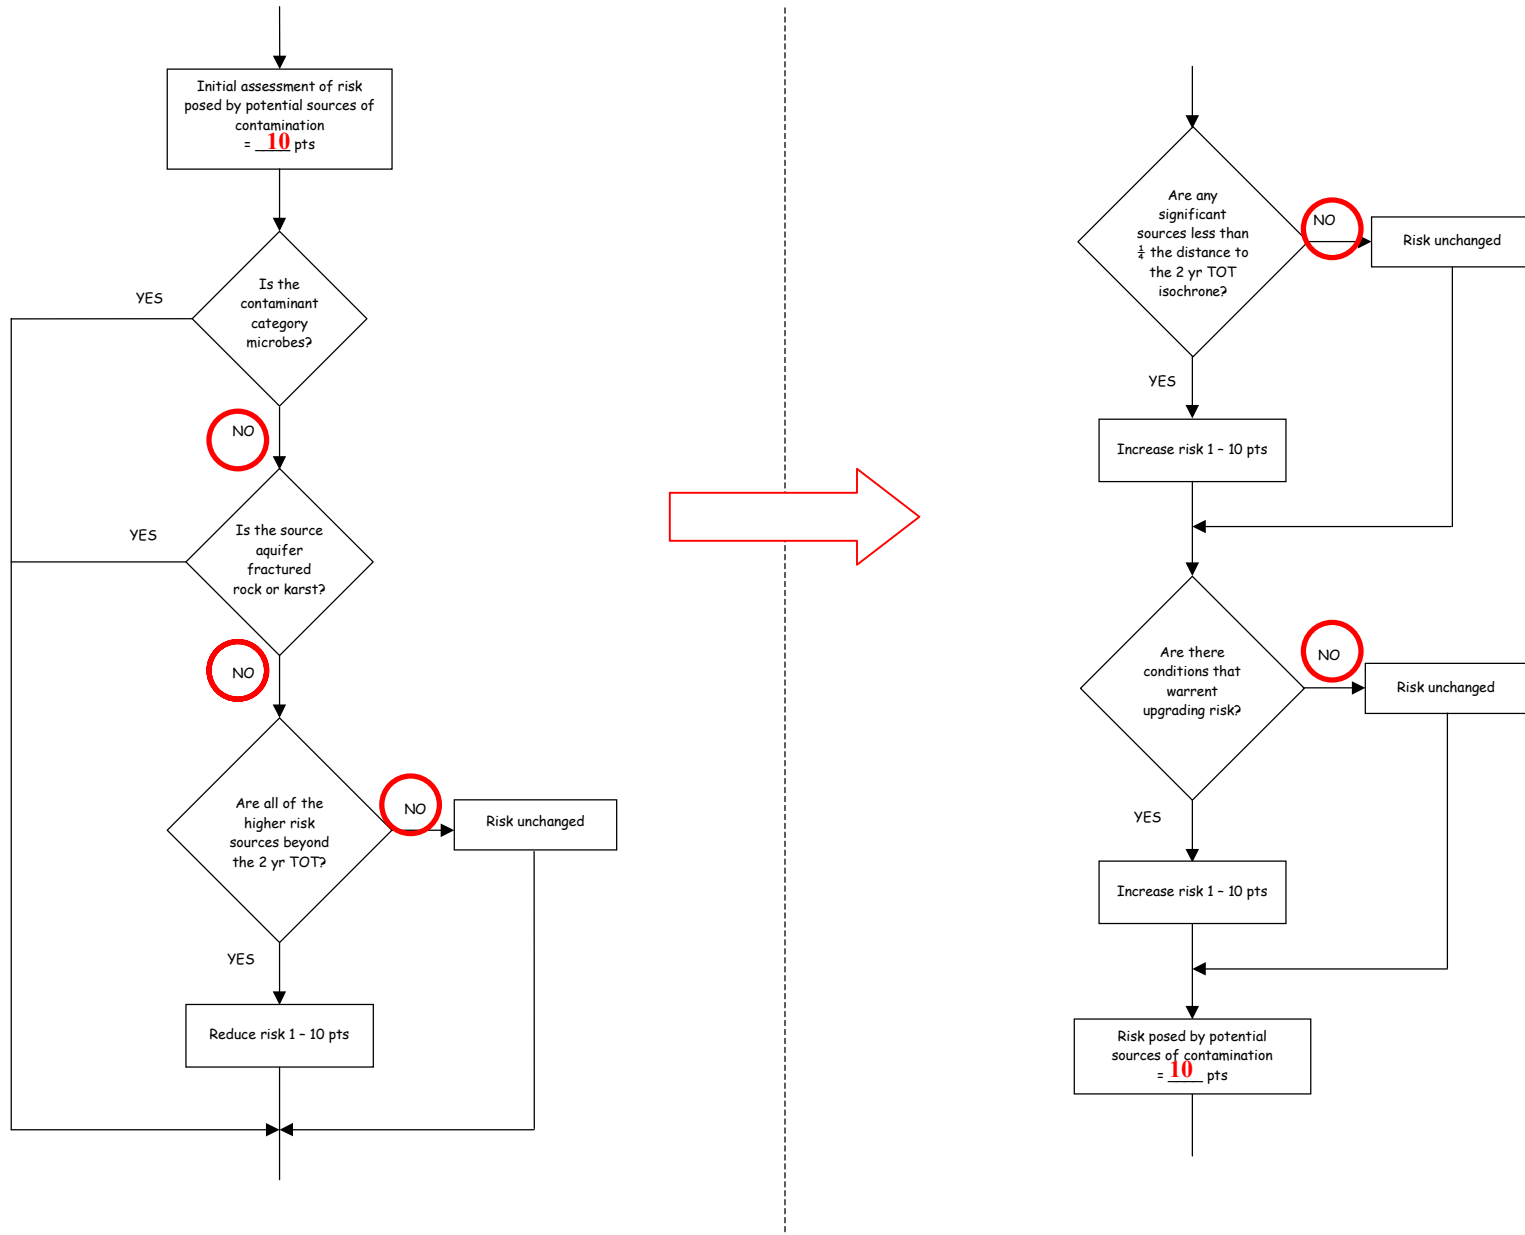 Initial assessment of risk
posed by potential sources of
contamination
= 10 pts
Is the
contaminant
category
microbes?
YES
NO
Is the source
aquifer
fractured
rock or karst?
YES
NO
Are all of the
higher risk
sources beyond
the 2 yr TOT?
NO
Risk unchanged
YES
Reduce risk 1 – 10 pts
Are any
significant
sources less than
¼ the distance to
the 2 yr TOT
isochrone?
NO
Risk unchanged
YES
Increase risk 1 – 10 pts
Are there
conditions that
warrent
upgrading risk?
NO
Risk unchanged
YES
Increase risk 1 – 10 pts
Risk posed by potential
sources of contamination
= 10 pts